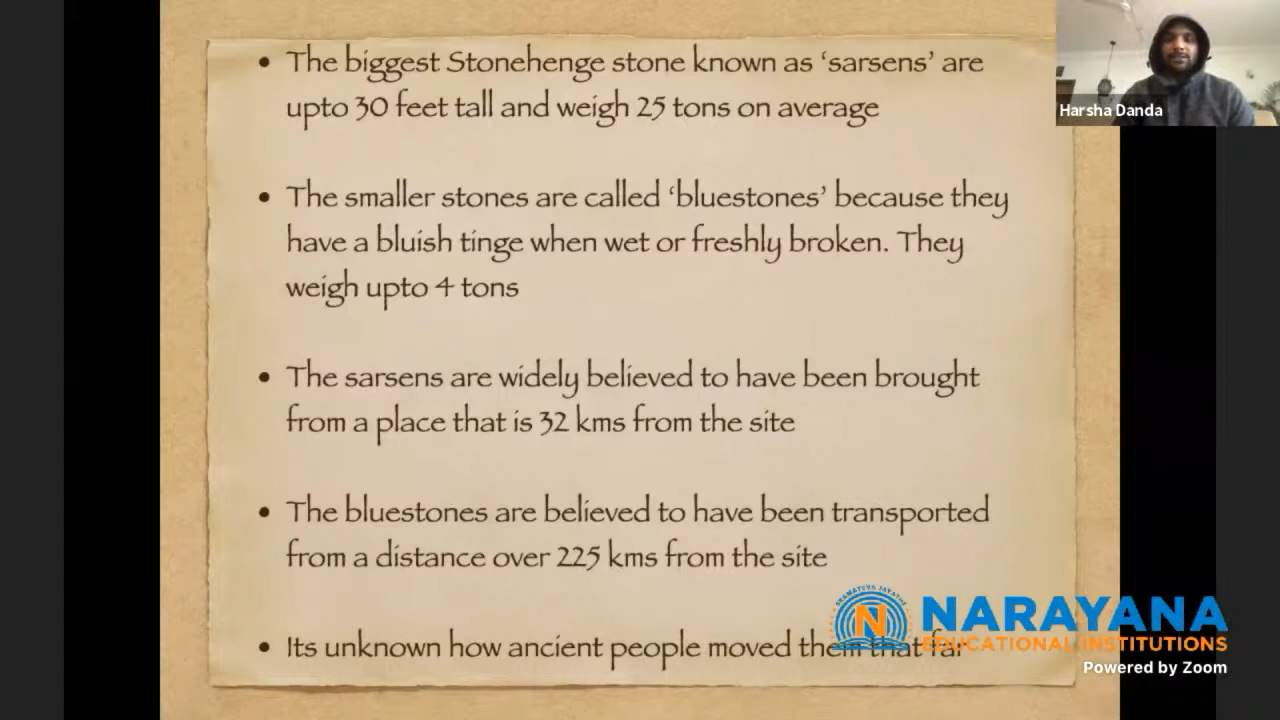 • The biggest Stonehenge stone known as ‘sarsens’ are
upto 30 feet tall and weigh 25 tons on average
• The smaller stones are called ‘bluestones’ because they
have a bluish tinge when wet or freshly broken. They
weigh upto 4 tons
• The sarsens are widely believed to have been brought
from a place that is 32 kms from the site
• The bluestones are believed to have been transported
from a distance over 225 kms from the site
• Its unknown how ancient people moved them that far
Harsha Danda
N
NARAYANA
EDUCATIONAL INSTITUTIONS
Powered by Zoom